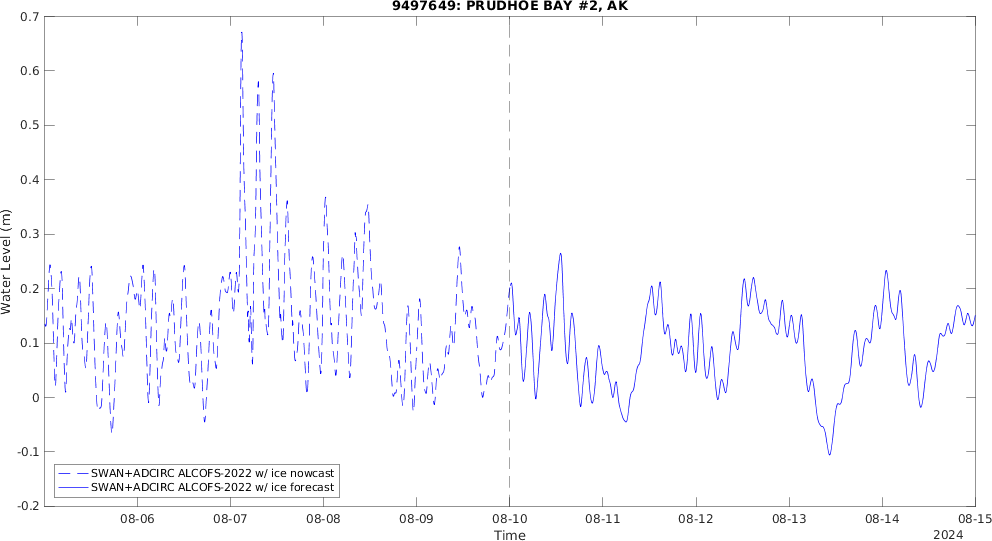 9497649: PRUDHOE BAY #2, AK
0.7
0.6
0.5
0.4
0.3
0.2
0.1
0
-0.1
-0.2
Water Level (m)
SWAN+ADCIRC ALCOFS-2022 w/ ice nowcast
SWAN+ADCIRC ALCOFS-2022 w/ ice forecast
08-06 08-07 08-08 08-09 08-10 08-11 08-12 08-13 08-14 08-15
Time
2024